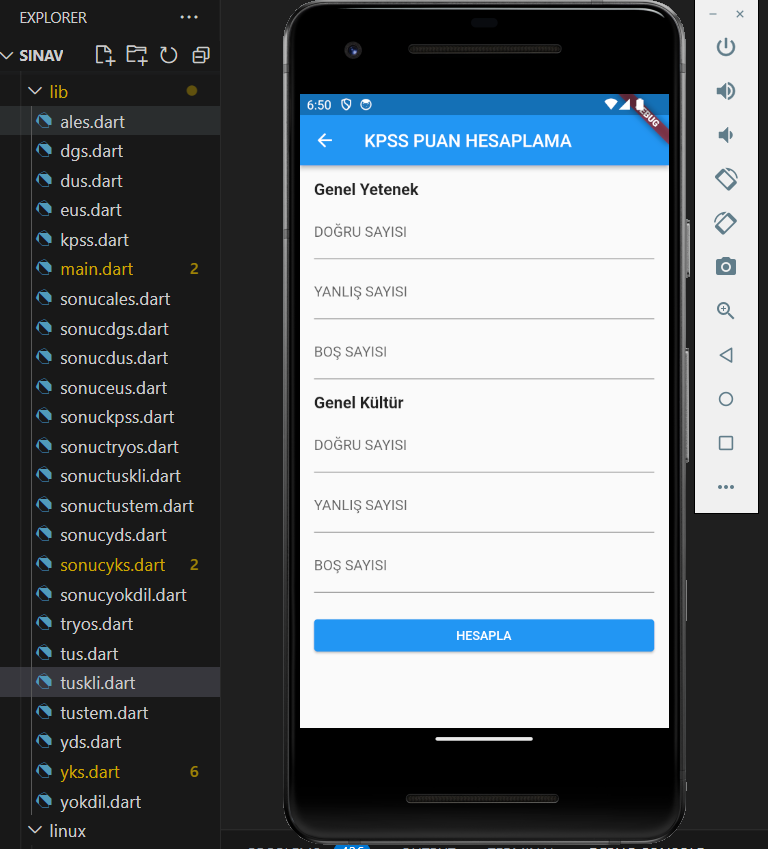 EXPLORER
SINAV
lib
ales.dart
dgs.dart
dus.dart
eus.dart
kpss.dart
main.dart 2
sonucales.dart
sonucdgs.dart
sonucdus.dart
sonuceus.dart
sonuckpss.dart
sonuctryos.dart
sonuctuskli.dart
sonuctustem.dart
sonucyds.dart
sonucyks.dart 2
sonucyokdil.dart
tryos.dart
tus.dart
tuskli.dart
tustem.dart
yds.dart
yks.dart 6
yokdil.dart
linux
6:50
DEBUG
KPSS PUAN HESAPLAMA
Genel Yetenek
DOĞRU SAYISI
YANLIŞ SAYISI
BOŞ SAYISI
Genel Kültür
DOĞRU SAYISI
YANLIŞ SAYISI
BOŞ SAYISI
HESAPLA